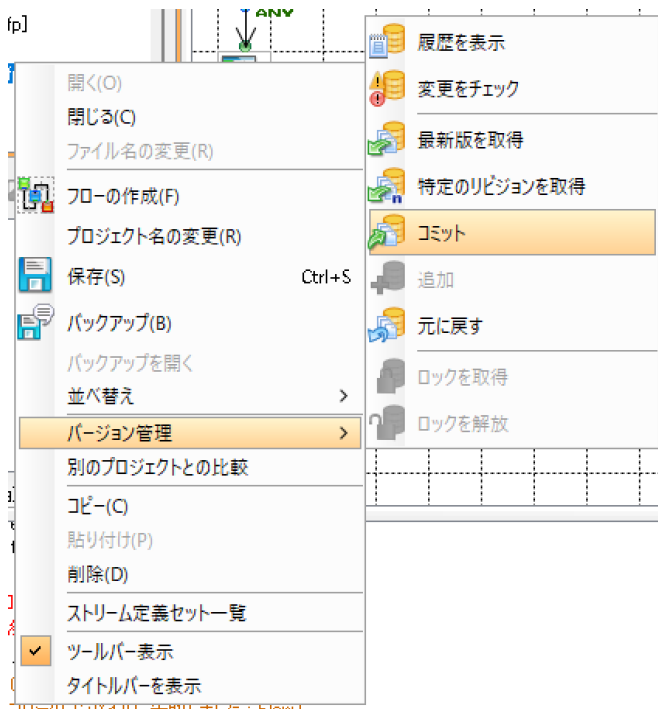 fp]
ANY
開く(O)
閉じる(C)
ファイル名の変更(R)
フローの作成(F)
プロジェクト名の変更(R)
保存(S) Ctrl+S
バックアップ(B)
バックアップを開く
並べ替え
バージョン管理
別のプロジェクトとの比較
コピー(C)
貼り付け(P)
削除(D)
ストリーム定義セット一覧
ツールバー表示
タイトルバーを表示
履歴を表示
変更をチェック
最新版を取得
特定のリビジョンを取得
コミット
追加
元に戻す
ロックを取得
ロックを解放